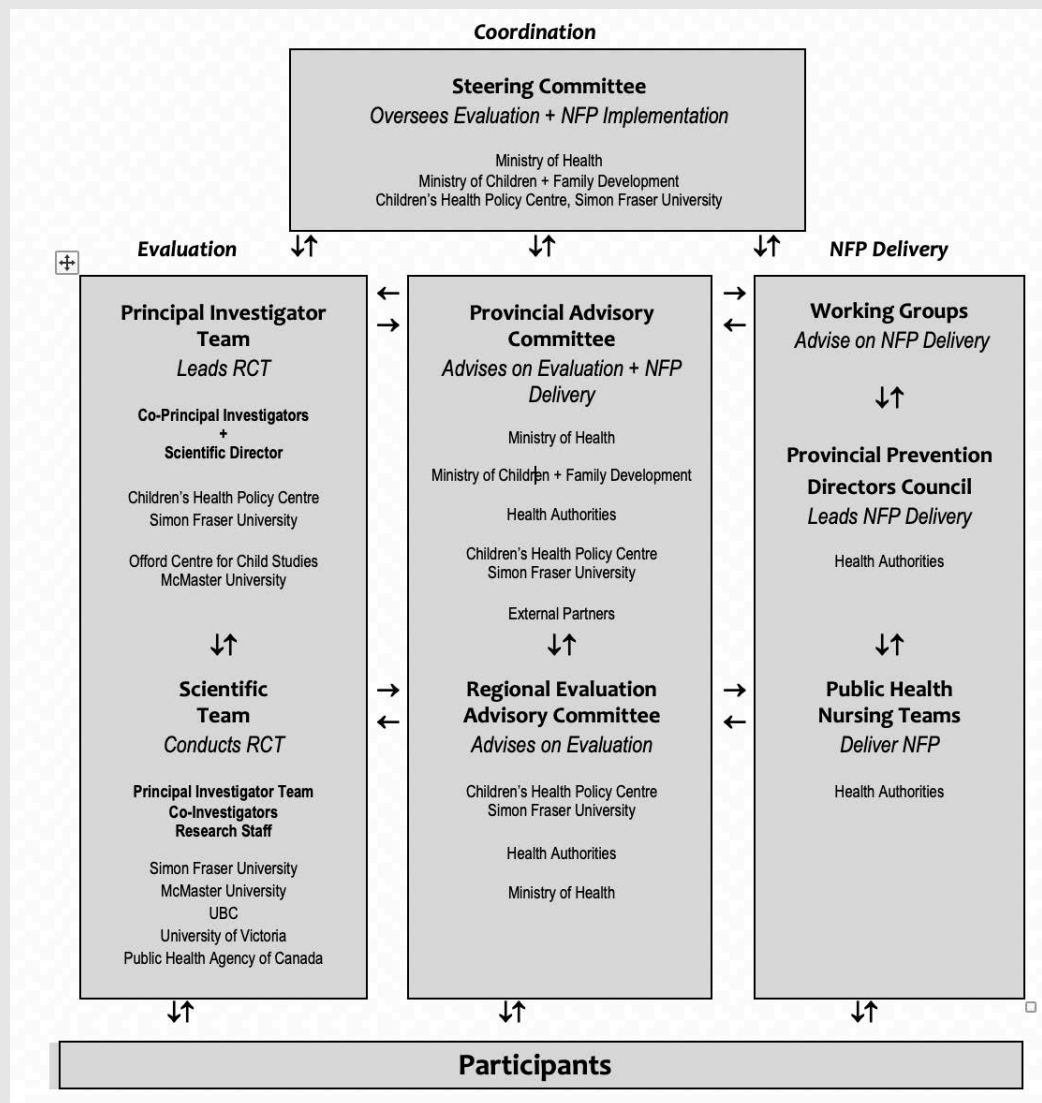 Coordination
Steering Committee
Oversees Evaluation + NFP Implementation
Ministry of Health
Ministry of Children + Family Development
Children's Health Policy Centre, Simon Fraser University
Evaluation
NFP Delivery
Principal Investigator
Team
Leads RCT
Co-Principal Investigators
+
Scientific Director
Children's Health Policy Centre
Simon Fraser University
Offord Centre for Child Studies
McMaster University
Scientific
Team
Conducts RCT
Principal Investigator Team
Co-Investigators
Research Staff
Simon Fraser University
McMaster University
UBC
University of Victoria
Public Health Agency of Canada
Provincial Advisory
Committee
Advises on Evaluation + NFP
Delivery
Ministry of Health
Ministry of Children + Family Development
Health Authorities
Children's Health Policy Centre
Simon Fraser University
External Partners
Regional Evaluation
Advisory Committee
Advises on Evaluation
Children's Health Policy Centre
Simon Fraser University
Health Authorities
Ministry of Health
Working Groups
Advise on NFP Delivery
Provincial Prevention
Directors Council
Leads NFP Delivery
Health Authorities
Public Health
Nursing Teams
Deliver NFP
Health Authorities
Participants